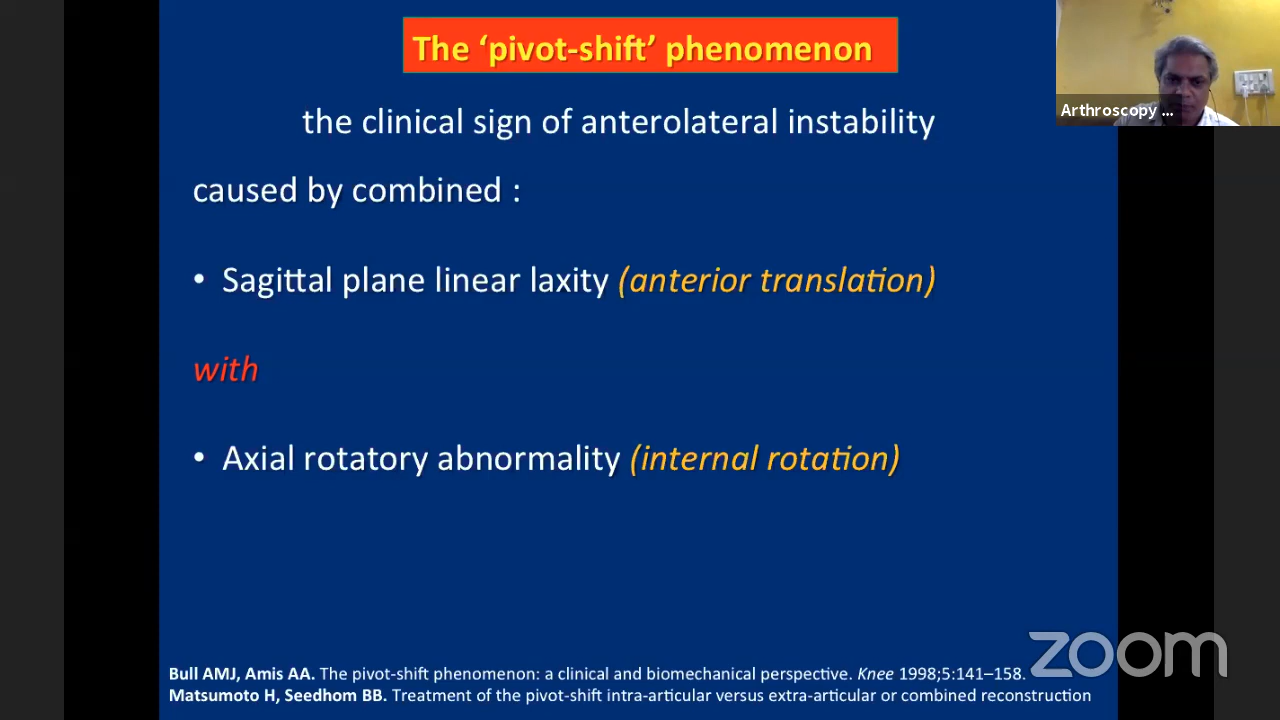 The ‘pivot-shift’ phenomenon
the clinical sign of anterolateral instability
caused by combined :
• Sagittal plane linear laxity (anterior translation)
with
• Axial rotatory abnormality (internal rotation)
Bull AMJ, Amis AA. The pivot-shift phenomenon: a clinical and biomechanical perspective. Knee 1998;5:141–158.
Matsumoto H, Seedhom BB. Treatment of the pivot-shift intra-articular versus extra-articular or combined reconstruction
Arthroscopy ...
zoom